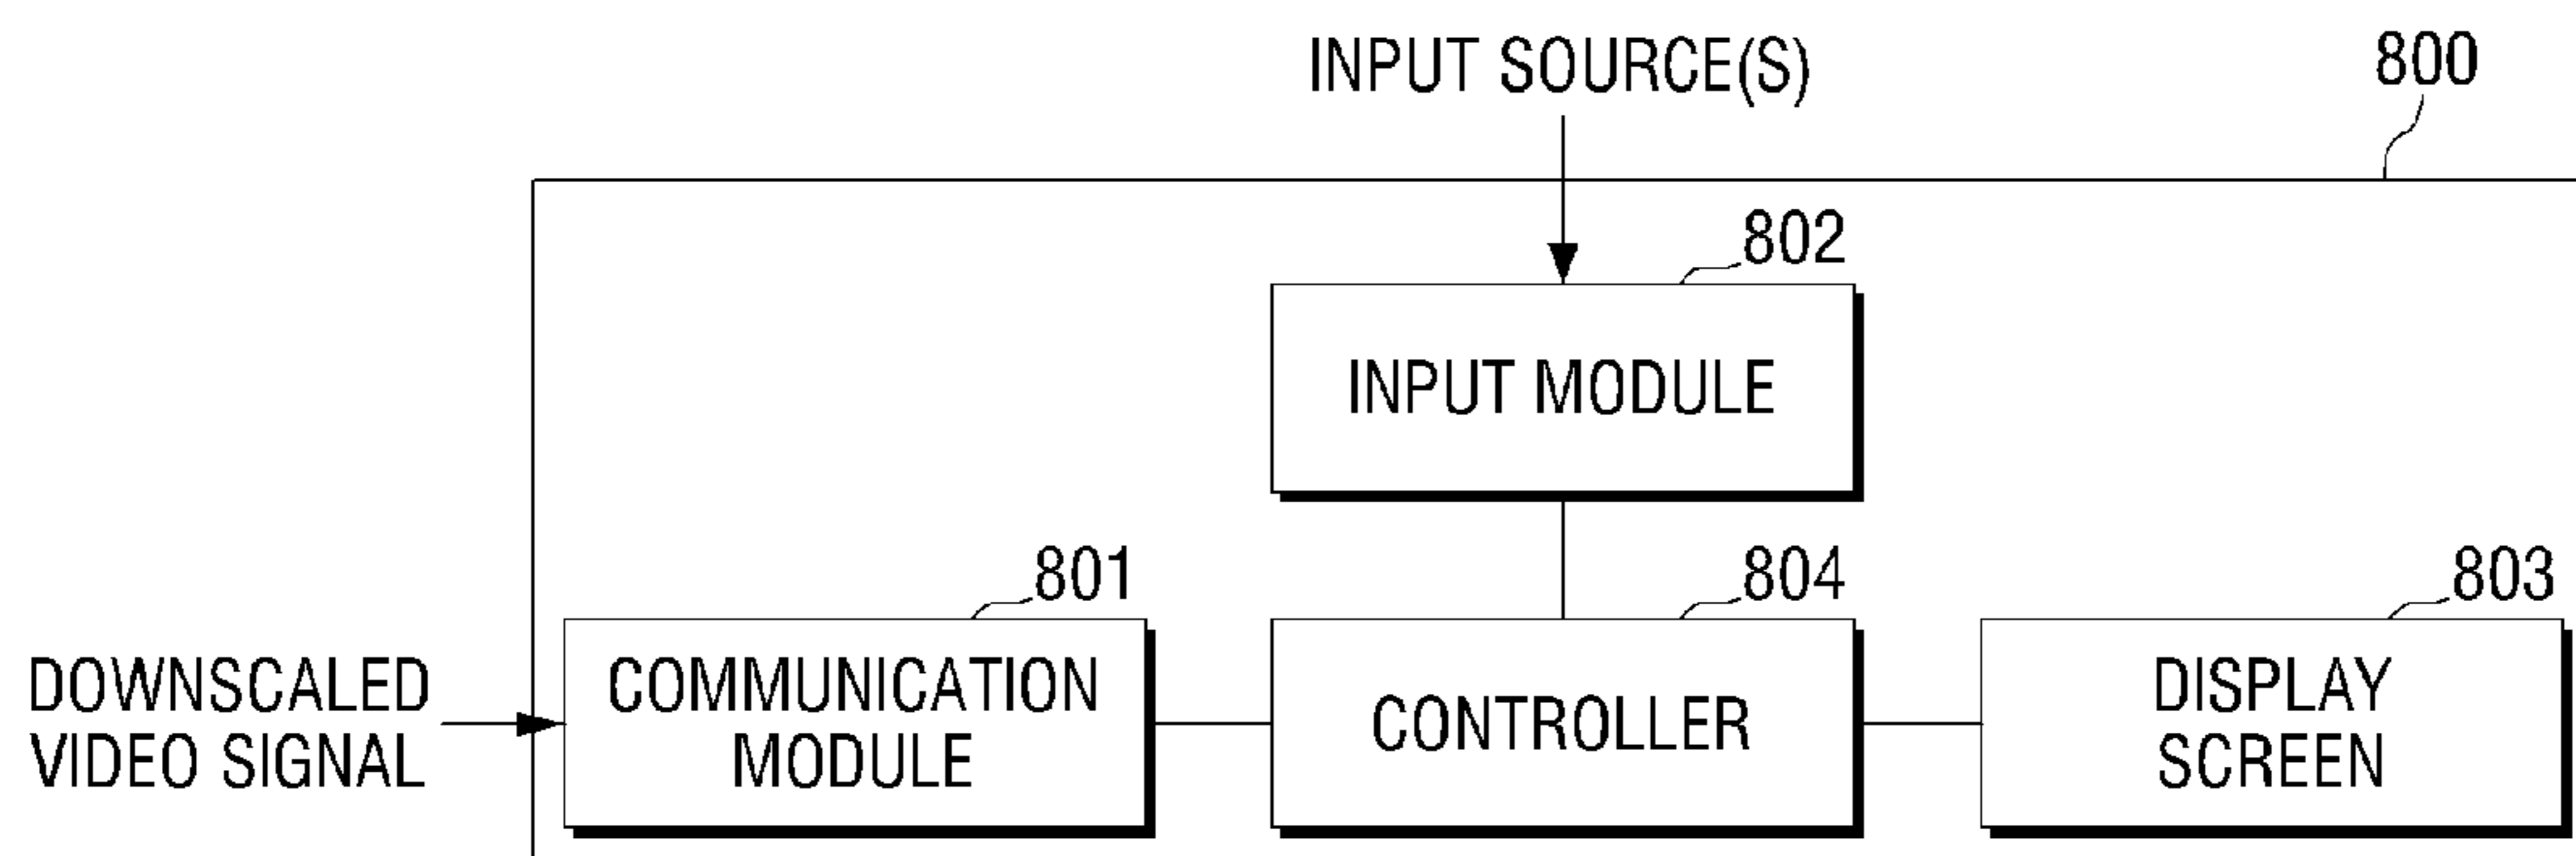 INPUT SOURCE(S)
800
802
INPUT MODULE
801
804
803
DOWNSCALED
VIDEO SIGNAL
COMMUNICATION
MODULE
CONTROLLER
DISPLAY
SCREEN